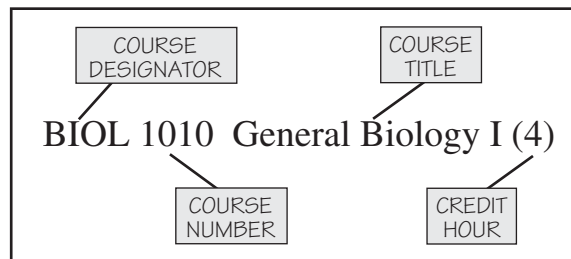 COURSE
DESIGNATOR
COURSE
TITLE
BIOL 1010 General Biology I (4)
COURSE
NUMBER
CREDIT
HOUR